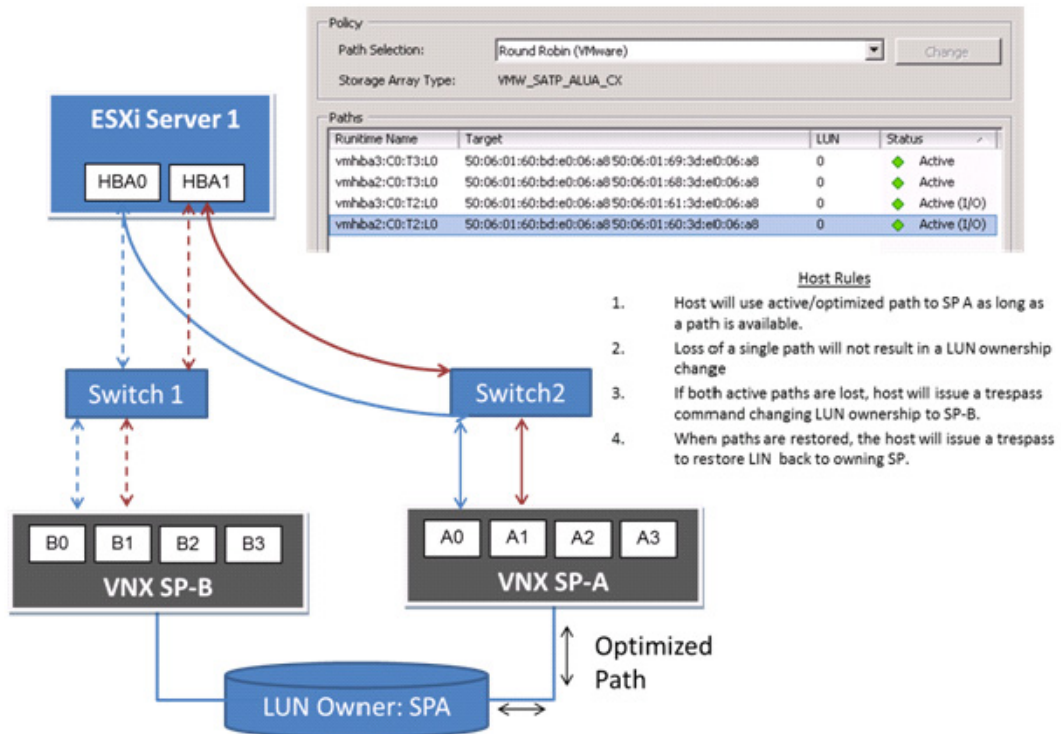 Policy
Path Selection: Round Robin (VMware) Change
Storage Array Type: VMW_SATP_ALUA_CX
Paths
Runtime Name Target LUN Status
vmhba3:C0:T3:L0 50:06:01:60:bd:e0:06:a8 50:06:01:69:3d:e0:06:a8 0 Active
vmhba2:C0:T3:L0 50:06:01:60:bd:e0:06:a8 50:06:01:68:3d:e0:06:a8 0 Active
vmhba3:C0:T2:L0 50:06:01:60:bd:e0:06:a8 50:06:01:61:3d:e0:06:a8 0 Active (I/O)
vmhba2:C0:T2:L0 50:06:01:60:bd:e0:06:a8 50:06:01:60:3d:e0:06:a8 0 Active (I/O)
ESXi Server 1
HBA0 HBA1
Host Rules
1. Host will use active/optimized path to SP A as long as
a path is available.
2. Loss of a single path will not result in a LUN ownership
change
3. If both active paths are lost, host will issue a trespass
command changing LUN ownership to SP-B.
4. When paths are restored, the host will issue a trespass
to restore LIN back to owning SP.
Switch 1
Switch2
B0 B1 B2 B3
VNX SP-B
A0 A1 A2 A3
VNX SP-A
Optimized
Path
LUN Owner: SPA